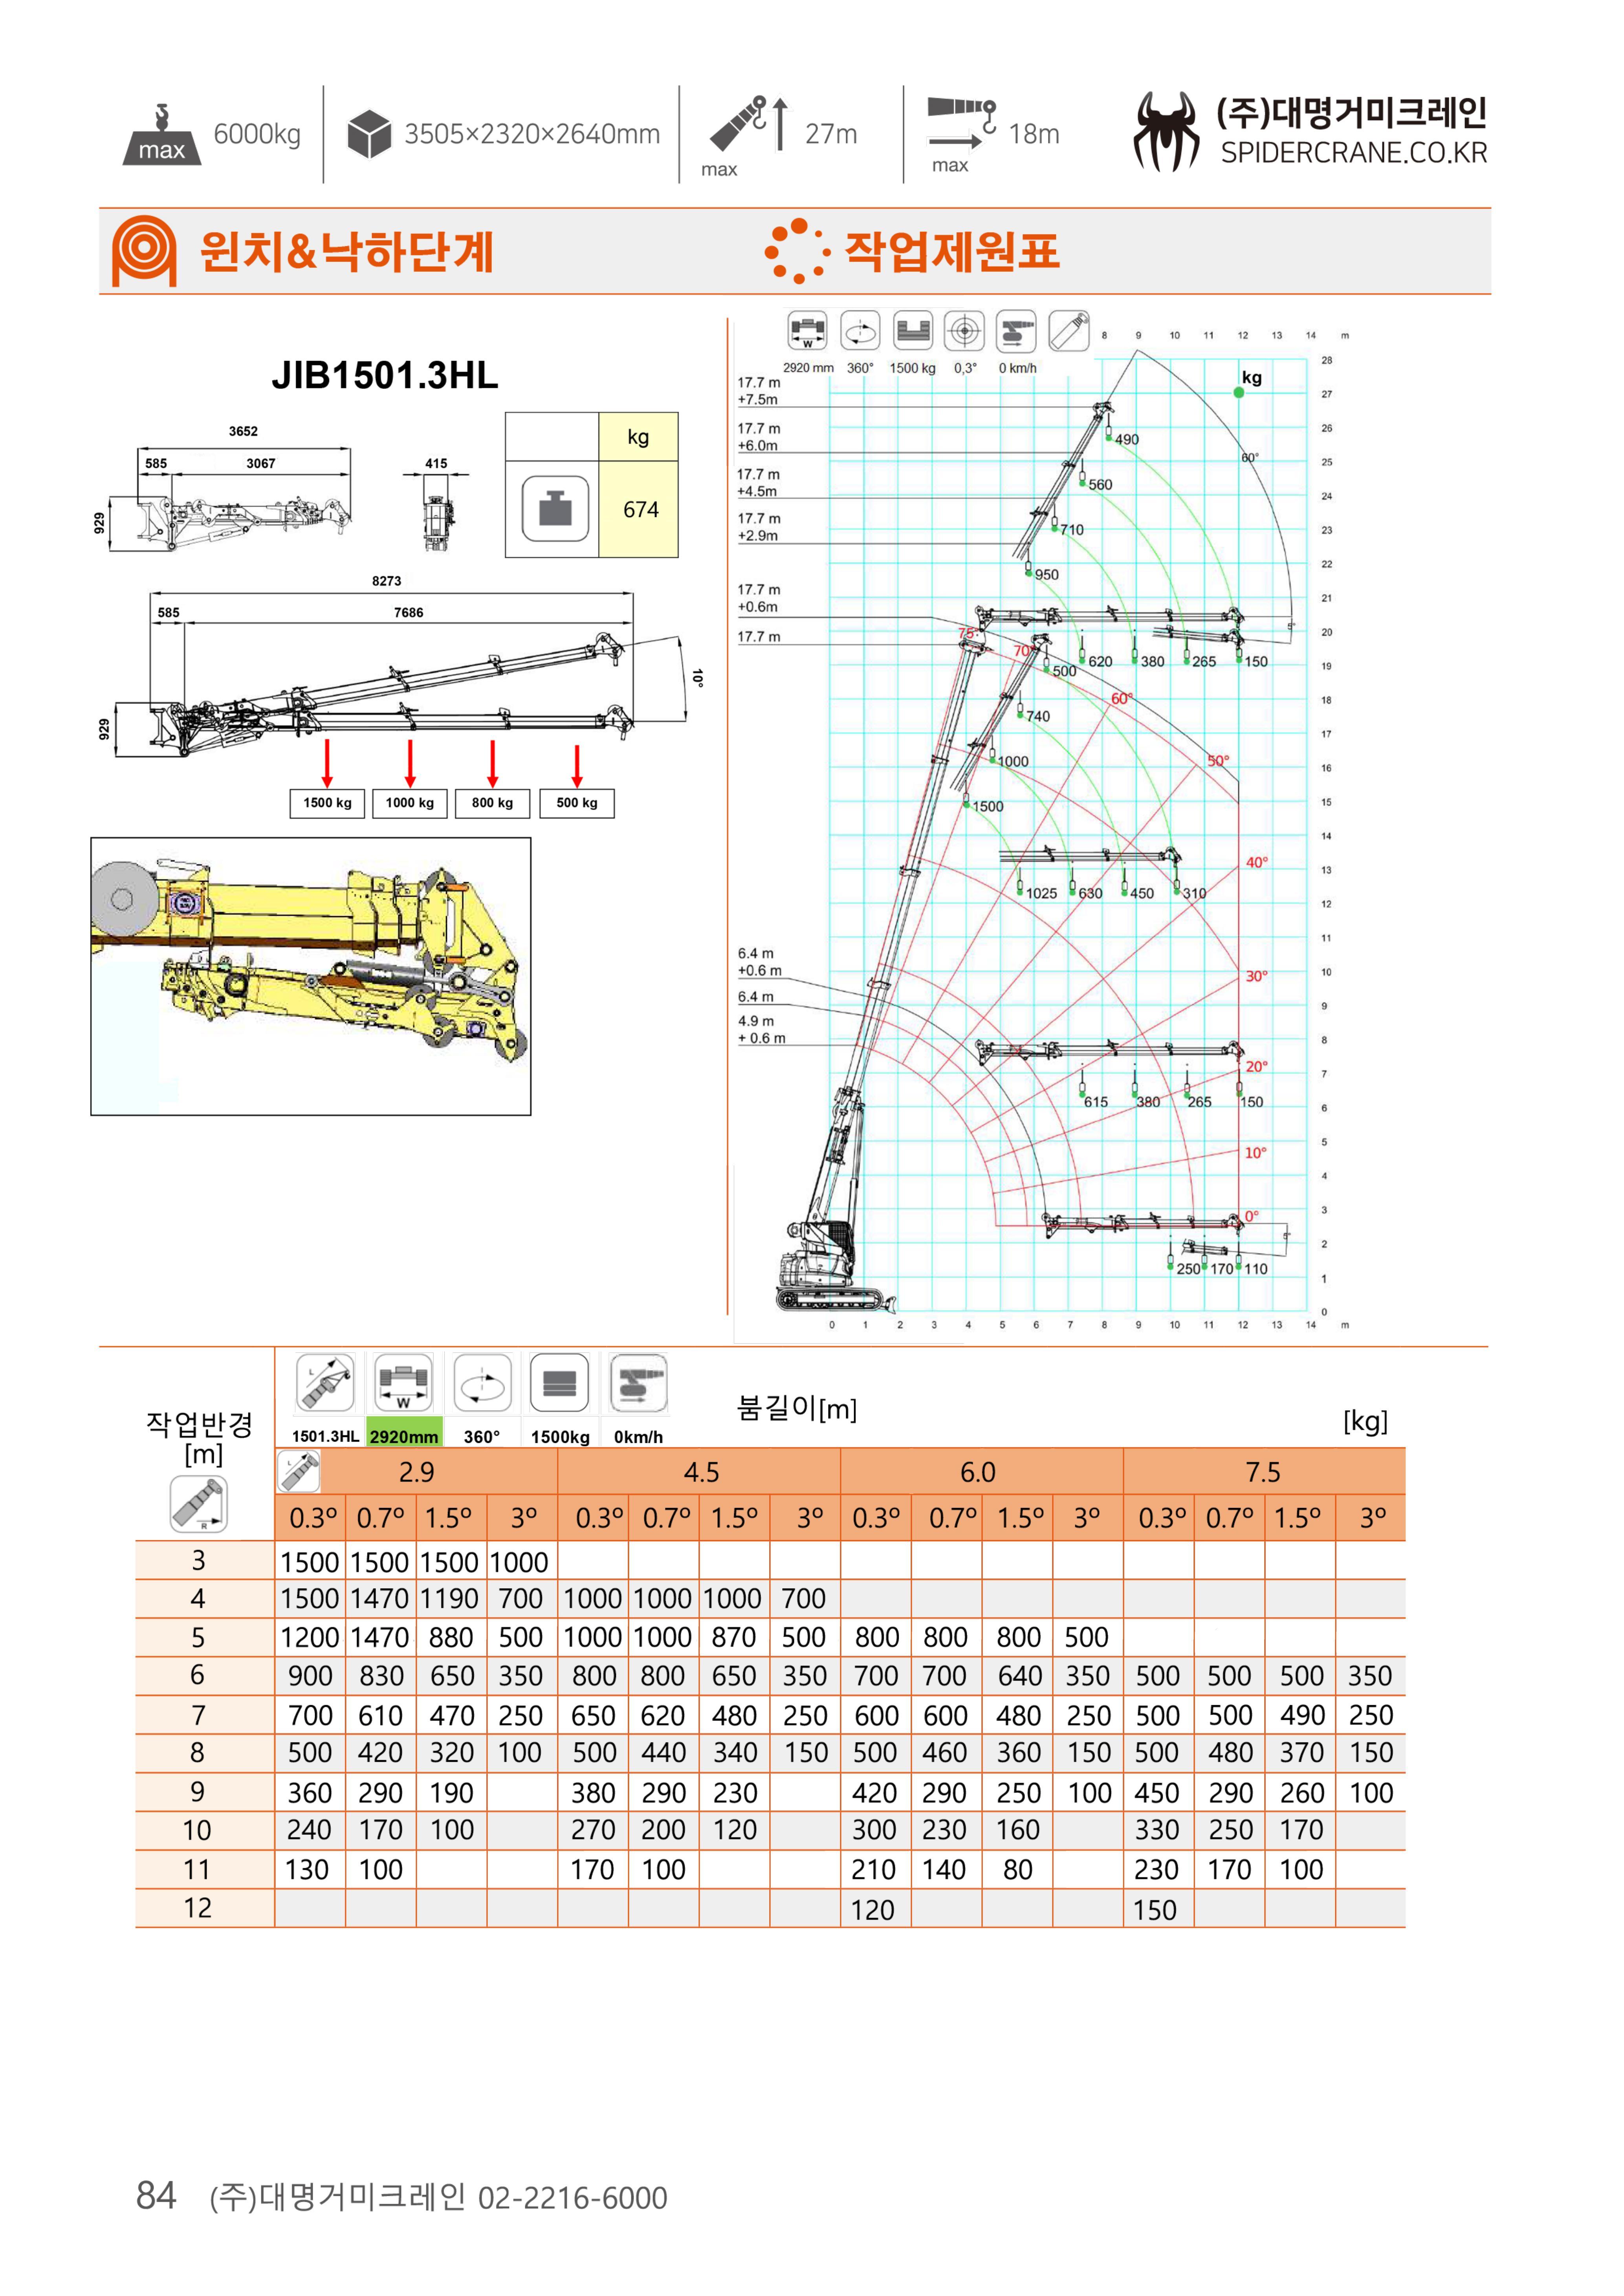 max
6000kg
3505×2320×2640mm
max
27m
max
18m
(주)대명거미크레인
SPIDERCRANE.CO.KR
윈치&낙하단계
작업제원표
JIB1501.3HL
3652
585
3067
415
929
kg
674
8273
585
7686
929
10°
1500 kg
1000 kg
800 kg
500 kg
W
2920 mm
360°
1500 kg
0,3°
0 km/h
8 9 10 11 12 13 14 m
17.7 m
+7.5m
17.7 m
+6.0m
17.7 m
+4.5m
17.7 m
+2.9m
17.7 m
+0.6m
17.7 m
6.4 m
+0.6 m
6.4 m
4.9 m
+ 0.6 m
kg
490
560
710
950
60°
75°
70°
60°
50°
40°
30°
20°
10°
0°
500
620
380
265
150
740
1000
1500
1025
630
450
310
615
380
265
150
250
170
110
5°
5°
28
27
26
25
24
23
22
21
20
19
18
17
16
15
14
13
12
11
10
9
8
7
6
5
4
3
2
1
0
0 1 2 3 4 5 6 7 8 9 10 11 12 13 14 m
작업반경
[m]
R
L
W
1501.3HL 2920mm 360° 1500kg 0km/h
붐길이[m]
[kg]
L
2.9 4.5 6.0 7.5
0.3º 0.7º 1.5º 3º 0.3º 0.7º 1.5º 3º 0.3º 0.7º 1.5º 3º 0.3º 0.7º 1.5º 3º
3 1500 1500 1500 1000
4 1500 1470 1190 700 1000 1000 1000 700
5 1200 1470 880 500 1000 1000 870 500 800 800 800 500
6 900 830 650 350 800 800 650 350 700 700 640 350 500 500 500 350
7 700 610 470 250 650 620 480 250 600 600 480 250 500 500 490 250
8 500 420 320 100 500 440 340 150 500 460 360 150 500 480 370 150
9 360 290 190 380 290 230 420 290 250 100 450 290 260 100
10 240 170 100 270 200 120 300 230 160 330 250 170
11 130 100 170 100 210 140 80 230 170 100
12 120 150
84 (주)대명거미크레인 02-2216-6000